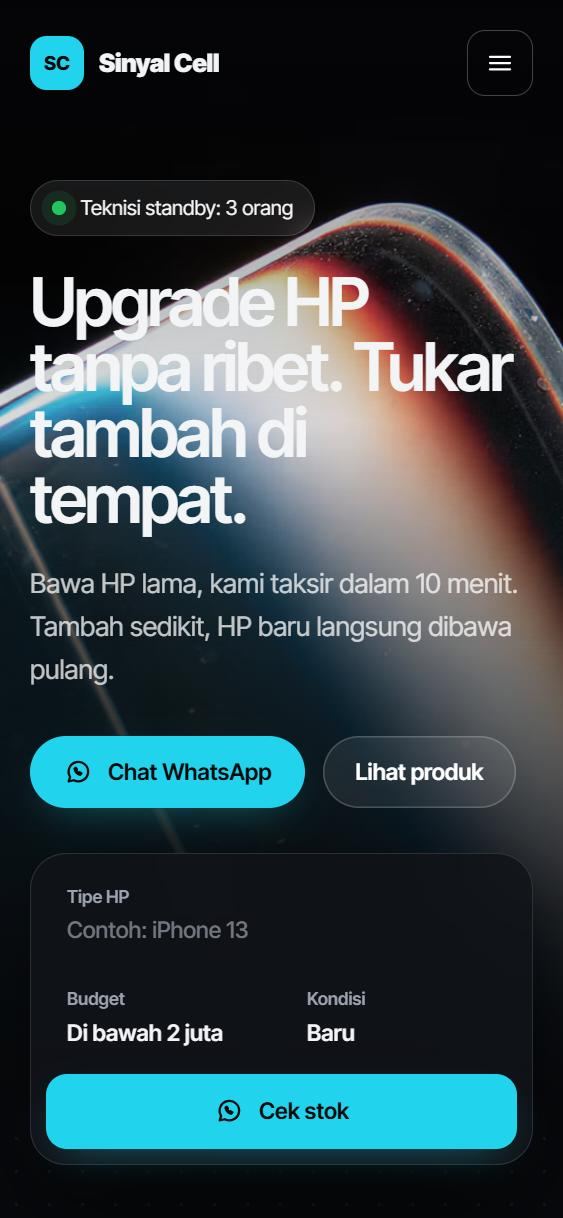 SC
Sinyal Cell
Teknisi standby: 3 orang
Upgrade HP
tanpa ribet. Tukar
tambah di
tempat.
Bawa HP lama, kami taksir dalam 10 menit.
Tambah sedikit, HP baru langsung dibawa
pulang.
Chat WhatsApp
Lihat produk
Tipe HP
Contoh: iPhone 13
Budget
Kondisi
Di bawah 2 juta
Baru
Cek stok